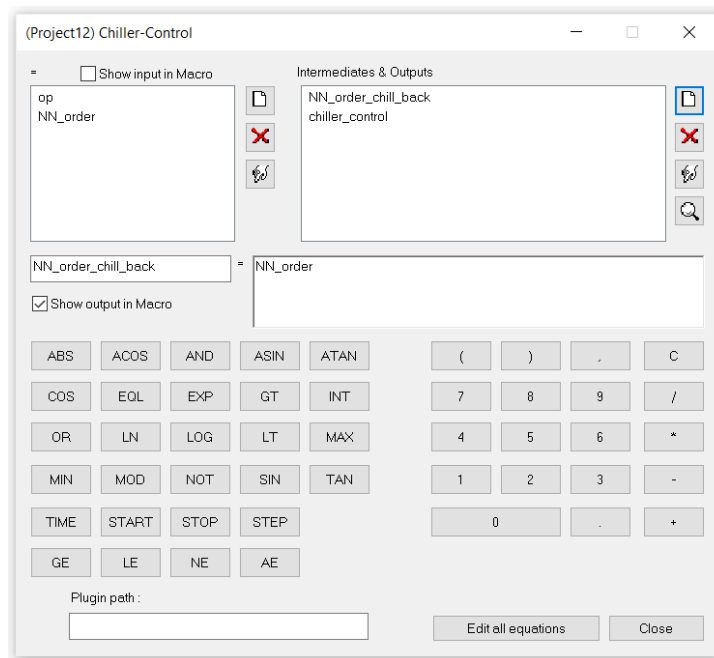 (Project12) Chiller-Control
= Show input in Macro
Intermediates & Outputs
op
NN_order
NN_order_chill_back
chiller_control
NN_order_chill_back = NN_order
Show output in Macro
ABS ACOS AND ASIN ATAN ( ) , C
COS EQL EXP GT INT 7 8 9 /
OR LN LOG LT MAX 4 5 6 *
MIN MOD NOT SIN TAN 1 2 3 -
TIME START STOP STEP 0 . +
GE LE NE AE
Plugin path :
Edit all equations Close